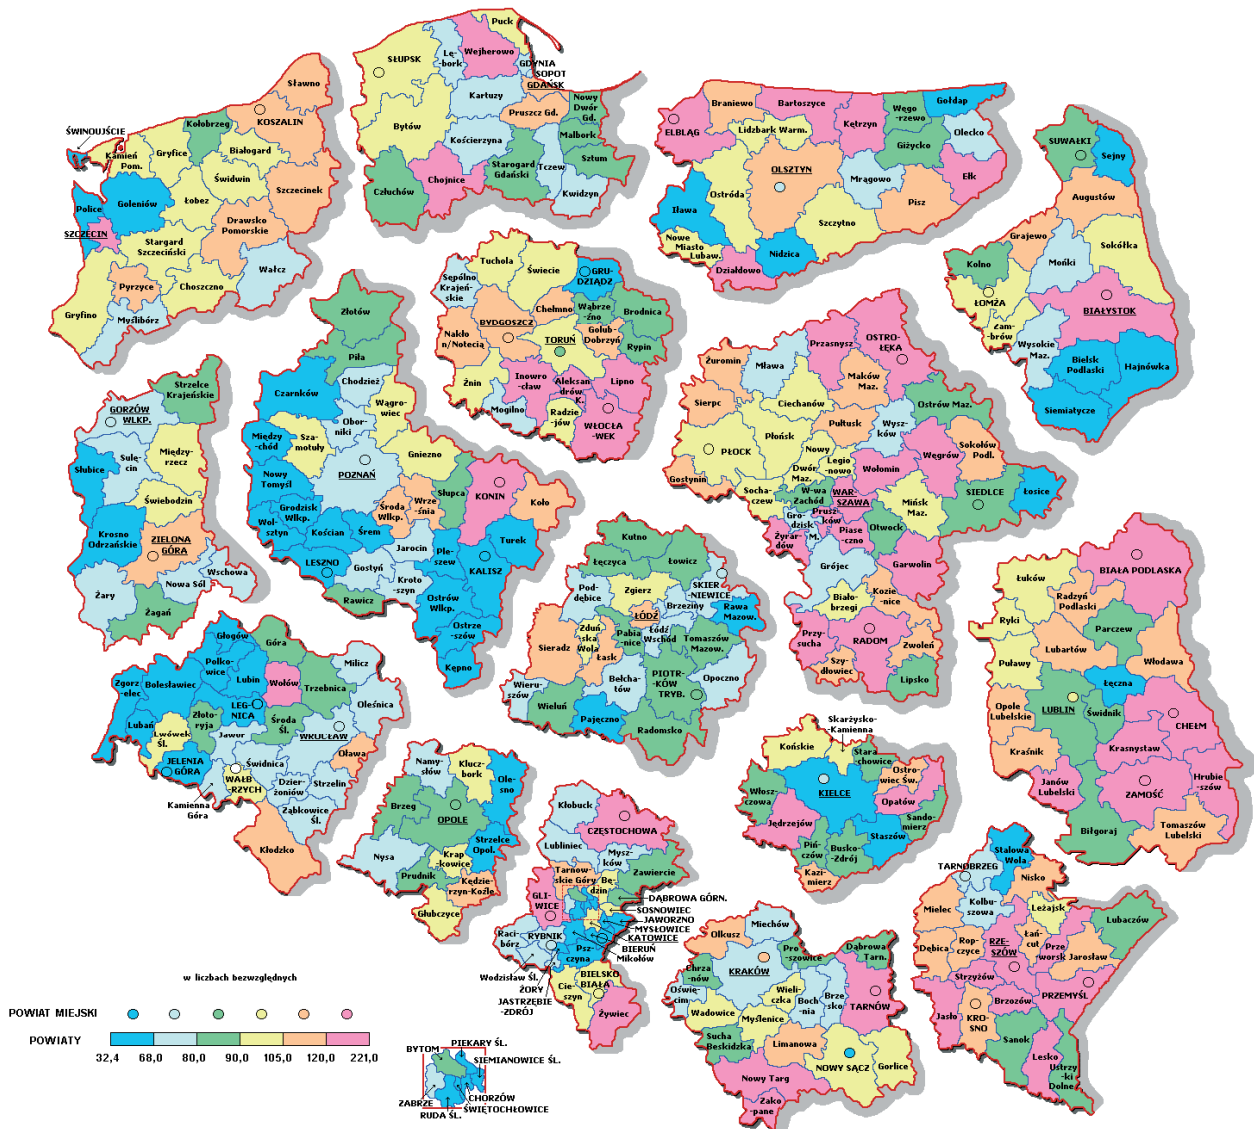 Puck
SŁUPSK
Lę-
bork
Wejherowo
GDYNIA
SOPOT
GDAŃSK
Kartuzy
Pruszcz Gd.
Nowy
Dwór
Gd.
Bytów
Kościerzyna
Malbork
Starogard
Gdański
Tczew
Sztum
Człuchów
Chojnice
Kwidzyn
Sławno
KOSZALIN
ŚWINOUJŚCIE
Kołobrzeg
Kamień
Pom.
Gryfice
Białogard
Świdwin
Szczecinek
Police
Goleniów
Łobez
Drawsko
Pomorskie
SZCZECIN
Stargard
Szczeciński
Wałcz
Pyrzyce
Choszczno
Gryfino
Myślibórz
ELBLĄG
Braniewo
Bartoszyce
Kętrzyn
Węgo
-rzewo
Gołdap
Lidzbark Warm.
Giżycko
Olecko
OLSZTYN
Mrągowo
Ełk
Ostróda
Pisz
Iława
Szczytno
Nowe
Miasto
Lubaw.
Nidzica
Działdowo
SUWAŁKI
Sejny
Augustów
Grajewo
Sokółka
Kolno
Mońki
ŁOMŻA
BIAŁYSTOK
Zam-
brów
Wysokie
Maz.
Bielsk
Podlaski
Hajnówka
Siemiatycze
Tuchola
Świecie
GRU-
DZIĄDZ
Sępólno
Krajeń-
skie
Chełmno
Wąbrze
-źno
Brodnica
BYDGOSZCZ
Nakło
n/Notecią
TORUŃ
Golub-
Dobrzyń
Rypin
Żnin
Inowro
-cław
Aleksan
drów
K.
Lipno
Mogilno
Radzie-
jów
WŁOCŁA
-WEK
Złotów
Piła
Chodzież
Czarnków
Wągro-
wiec
Obor-
niki
Między
-chód
Sza-
motuły
Gniezno
POZNAŃ
Nowy
Tomyśl
Słupca
KONIN
Koło
Grodzisk
Wlkp.
Środa
Wlkp.
Wrze-
śnia
Wol-
sztyn
Kościan
Śrem
Turek
Jarocin
Ple-
szew
LESZNO
Gostyń
Kroto
-szyn
KALISZ
Rawicz
Ostrów
Wlkp.
Ostrze
-szów
Kępno
Strzelce
Krajeńskie
GORZÓW
WLKP.
Słubice
Sulę-
cin
Między-
rzecz
Świebodzin
Krosno
Odrzańskie
ZIELONA
GÓRA
Nowa Sól
Wschowa
Żary
Żagań
Żuromin
Mława
Przasnysz
OSTRO-
ŁĘKA
Maków
Maz.
Sierpc
Ciechanów
Ostrów Maz.
Pułtusk
Płońsk
Wysz-
ków
PŁOCK
Sokołów
Podl.
Nowy
Dwór
Maz.
Legio
-nowo
Węgrów
Wołomin
Gostynin
Socha-
czew
W-wa
Zachód
WAR-
SZAWA
Mińsk
Maz.
SIEDLCE
Łosice
Gro-
dzisk
M.
Prusz
ków
Otwock
Żyrar-
dów
Piase
-czno
Grójec
Garwolin
Biało-
brzegi
Kozie
-nice
Przy-
sucha
RADOM
Zwoleń
Szy-
dłowiec
Lipsko
Kutno
Łęczyca
Łowicz
Pod-
dębice
Zgierz
SKIER
-NIEWICE
Brzeziny
Rawa
Mazow.
ŁÓDŹ
Zduń
ska
Wola
Pabia-
nice
Łódź
Wschód
Sieradz
Łask
Tomaszów
Mazow.
Bełcha-
tów
PIOTR-
KÓW
TRYB.
Opoczno
Wieru-
szów
Wieluń
Pajęczno
Radomsko
BIAŁA PODLASKA
Łuków
Radzyń
Podlaski
Ryki
Parczew
Lubartów
Puławy
Włodawa
Łęczna
Opole
Lubelskie
LUBLIN
Świdnik
CHEŁM
Kraśnik
Krasnystaw
Janów
Lubelski
ZAMOŚĆ
Hrubie
-szów
Biłgoraj
Tomaszów
Lubelski
Głogów
Góra
Polko-
wice
Milicz
Zgorz
-elec
Bolesławiec
Lubin
Wołów
Trzebnica
Oleśnica
LEG-
NICA
Lubań
Złoto-
ryja
Środa
Śl.
WROCŁAW
Lwówek
Śl.
Jawor
Oława
JELENIA
GÓRA
Świdnica
WAŁB
-RZYCH
Dzier-
żoniów
Strzelin
Kamienna
Góra
Ząbkowice
Śl.
Kłodzko
Namy-
słów
Klucz-
bork
Ole-
sno
Brzeg
OPOLE
Strzelce
Opol.
Nysa
Krap
-kowice
Prudnik
Kędzie-
rzyn-Koźle
Głubczyce
Kłobuck
CZĘSTOCHOWA
Lubliniec
Mysz-
ków
Tarnow-
skie Góry
Bę-
dzin
Zawiercie
GLI-
WICE
DĄBROWA GÓRN.
SOSNOWIEC
JAWORZNO
MYSŁOWICE
KATOWICE
BIERUŃ
Mikołów
Raci-
bórz
RYBNIK
Psz-
czyna
Wodzisław Śl.
ŻORY
JASTRZĘBIE
-ZDRÓJ
Cie-
szyn
BIELSKO
BIAŁA
Żywiec
Skarżysko-
Kamienna
Końskie
Stara
chowice
KIELCE
Ostro-
wiec Św.
Włosz-
czowa
Opatów
Jędrzejów
Sando-
mierz
Staszów
Piń-
czów
Busko-
-Zdrój
Kazi-
mierz
TARNOBRZEG
Stalowa
Wola
Nisko
Kolbu-
szowa
Mielec
Leżajsk
Lubaczów
Dębica
Rop-
czyce
RZE-
SZÓW
Łań-
cut
Prze
-worsk
Jarosław
Strzyżów
PRZEMYŚL
Jasło
KRO-
SNO
Brzozów
Sanok
Lesko
Ustrzy
-ki
Dolne
Miechów
Olkusz
Pro
-szowice
Dąbrowa
Tarn.
Chrza
-nów
KRAKÓW
Oświę-
cim
Wieli-
czka
Boch
-nia
Brze-
sko
TARNÓW
Wadowice
Myślenice
Sucha
Beskidzka
Limanowa
NOWY SĄCZ
Gorlice
Nowy Targ
Zako
-pane
w liczbach bezwzględnych
POWIAT MIEJSKI
POWIATY
32,4 68,0 80,0 90,0 105,0 120,0 221,0
BYTOM
PIEKARY ŚL.
SIEMIANOWICE ŚL.
CHORZÓW
ŚWIĘTOCHŁOWICE
ZABRZE
RUDA ŚL.